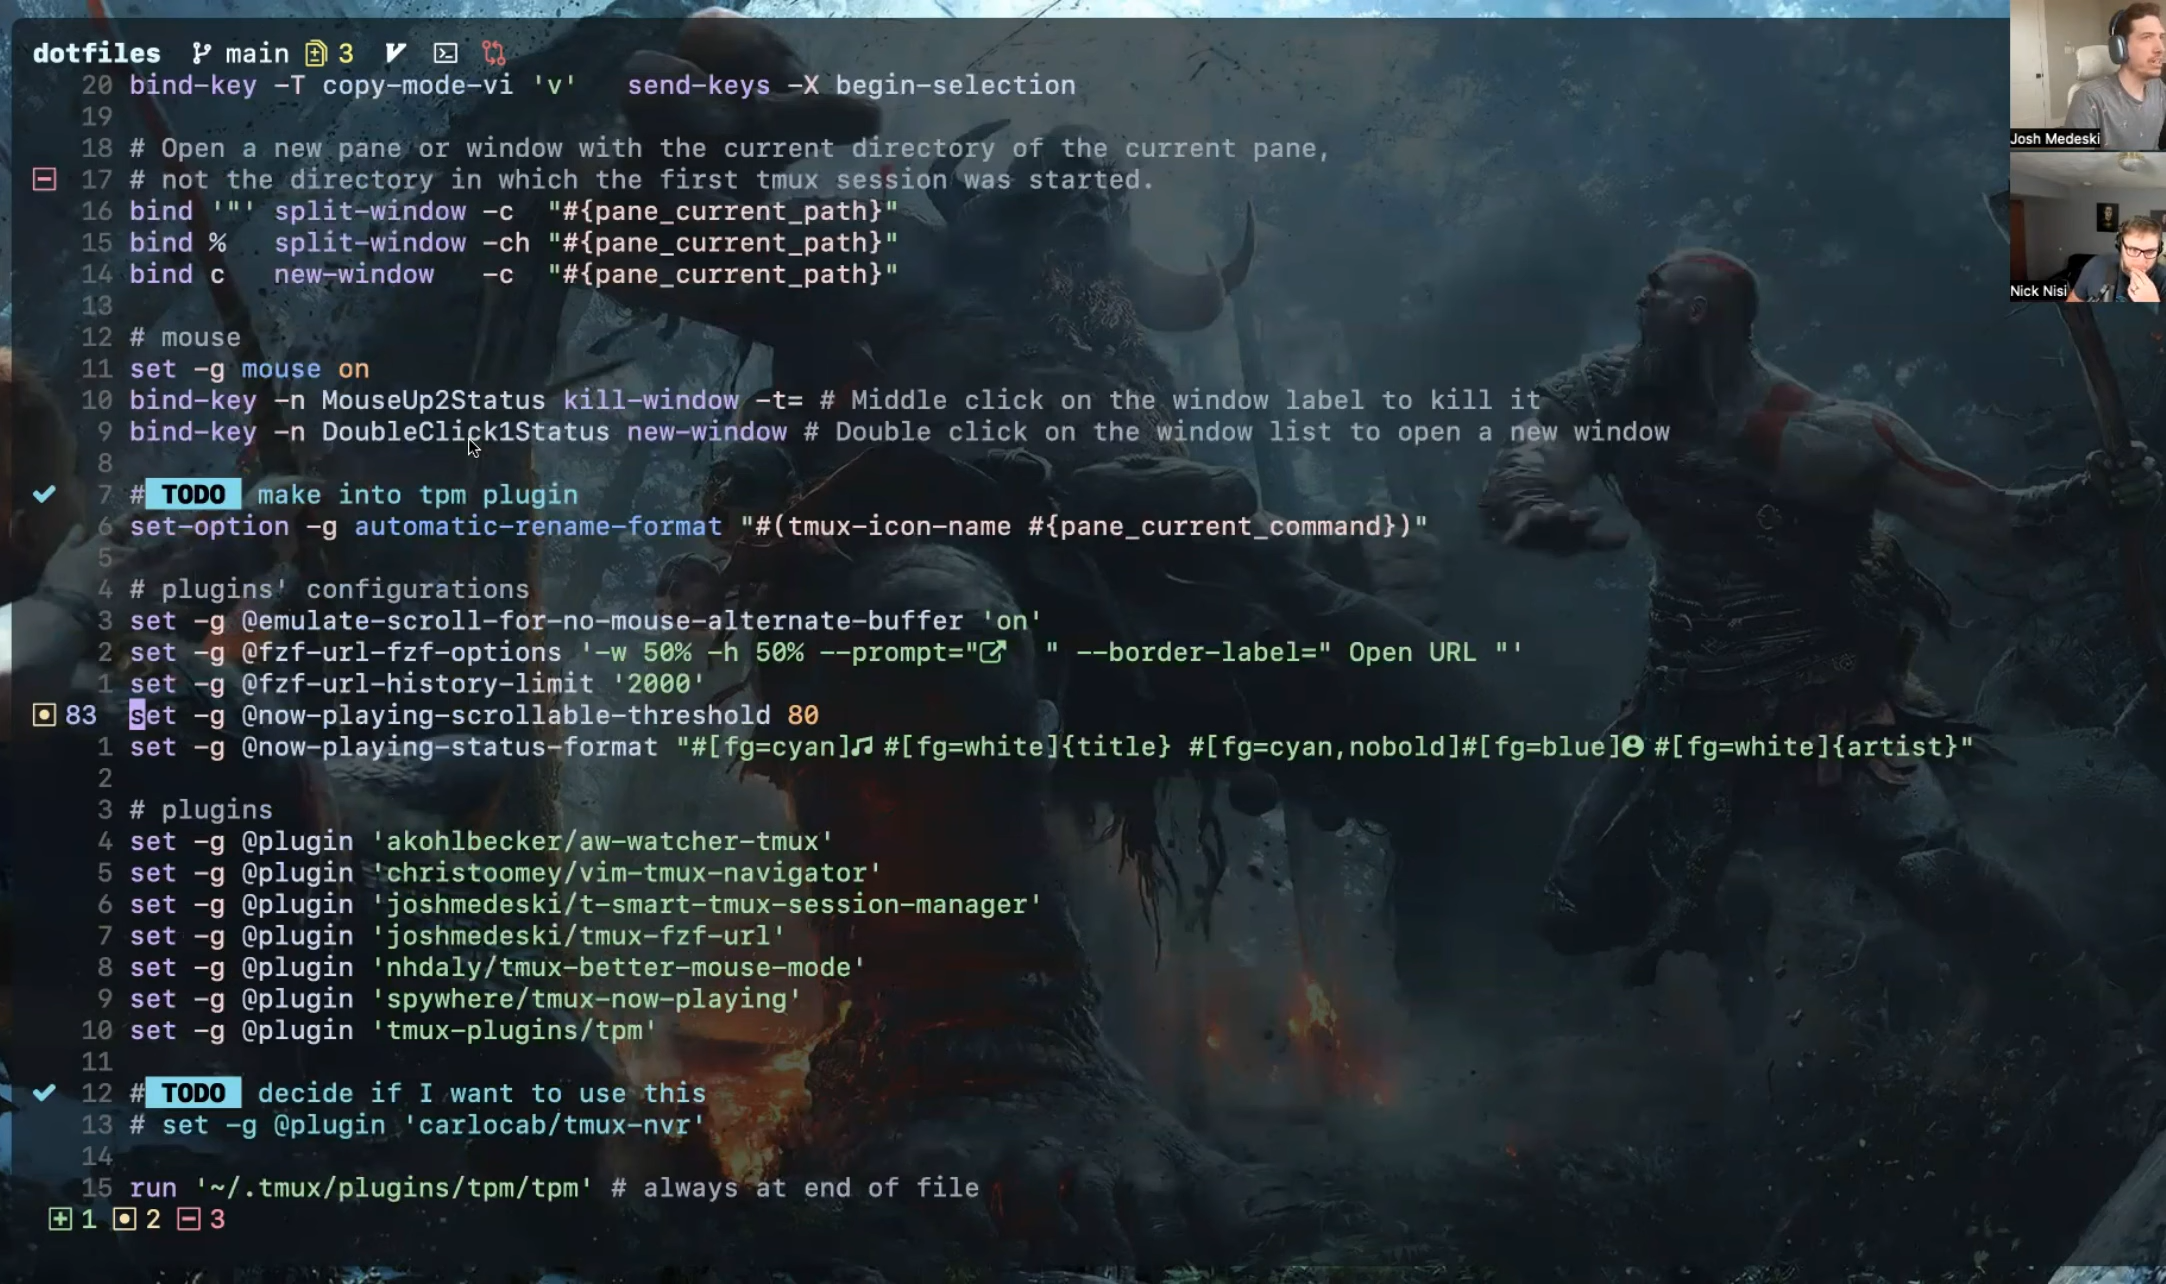 dotfiles main 3
20 bind-key -T copy-mode-vi 'v' send-keys -X begin-selection
19
18 # Open a new pane or window with the current directory of the current pane,
17 # not the directory in which the first tmux session was started.
16 bind '"' split-window -c "#{pane_current_path}"
15 bind % split-window -ch "#{pane_current_path}"
14 bind c new-window -c "#{pane_current_path}"
13
12 # mouse
11 set -g mouse on
10 bind-key -n MouseUp2Status kill-window -t= # Middle click on the window label to kill it
9 bind-key -n DoubleClick1Status new-window # Double click on the window list to open a new window
8
7 # TODO make into tpm plugin
6 set-option -g automatic-rename-format "#(tmux-icon-name #{pane_current_command})"
5
4 # plugins' configurations
3 set -g @emulate-scroll-for-no-mouse-alternate-buffer 'on'
2 set -g @fzf-url-fzf-options '-w 50% -h 50% --prompt=" " --border-label=" Open URL "'
1 set -g @fzf-url-history-limit '2000'
83 set -g @now-playing-scrollable-threshold 80
1 set -g @now-playing-status-format "#[fg=cyan]♫ #[fg=white]{title} #[fg=cyan,nobold]#[fg=blue] #[fg=white]{artist}"
2
3 # plugins
4 set -g @plugin 'akohlbecker/aw-watcher-tmux'
5 set -g @plugin 'christoomey/vim-tmux-navigator'
6 set -g @plugin 'joshmedeski/t-smart-tmux-session-manager'
7 set -g @plugin 'joshmedeski/tmux-fzf-url'
8 set -g @plugin 'nhdaly/tmux-better-mouse-mode'
9 set -g @plugin 'spywhere/tmux-now-playing'
10 set -g @plugin 'tmux-plugins/tpm'
11
12 # TODO decide if I want to use this
13 # set -g @plugin 'carlocab/tmux-nvr'
14
15 run '~/.tmux/plugins/tpm/tpm' # always at end of file
1 2 3
Josh Medeski
Nick Nisi